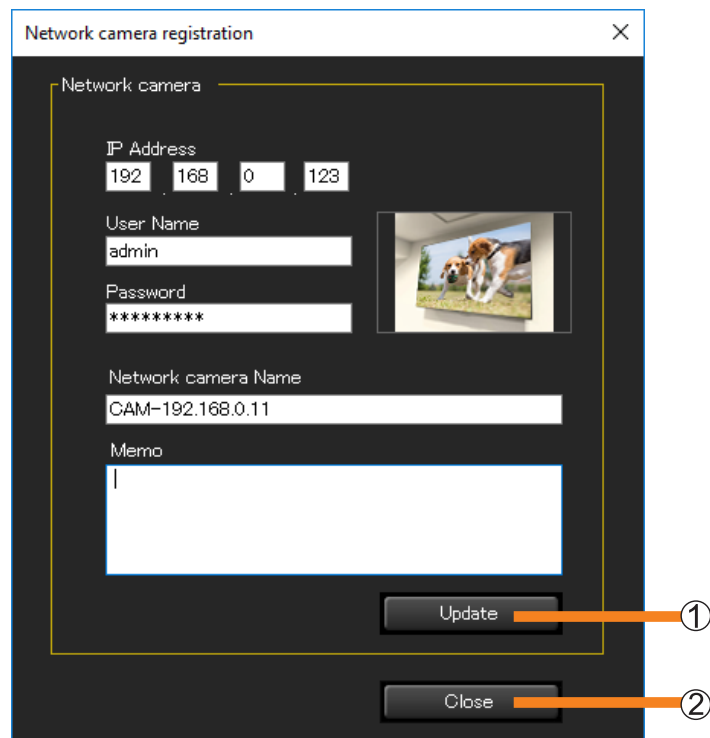 Network camera registration
Network camera
IP Address
192 . 168 . 0 . 123
User Name
admin
Password
*********
Network camera Name
CAM-192.168.0.11
Memo
Update
①
Close
②